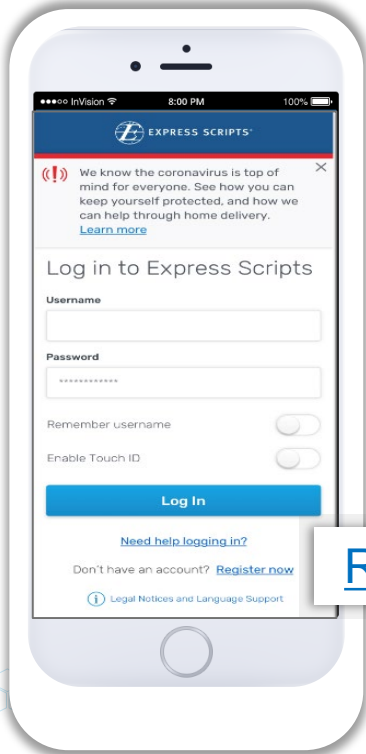 InVision 8:00 PM 100%
EXPRESS SCRIPTS®
We know the coronavirus is top of
mind for everyone. See how you can
keep yourself protected, and how we
can help through home delivery.
Learn more
Log in to Express Scripts
Username
Password
************
Remember username
Enable Touch ID
Log In
Need help logging in?
Don't have an account? Register now
Legal Notices and Language Support
R